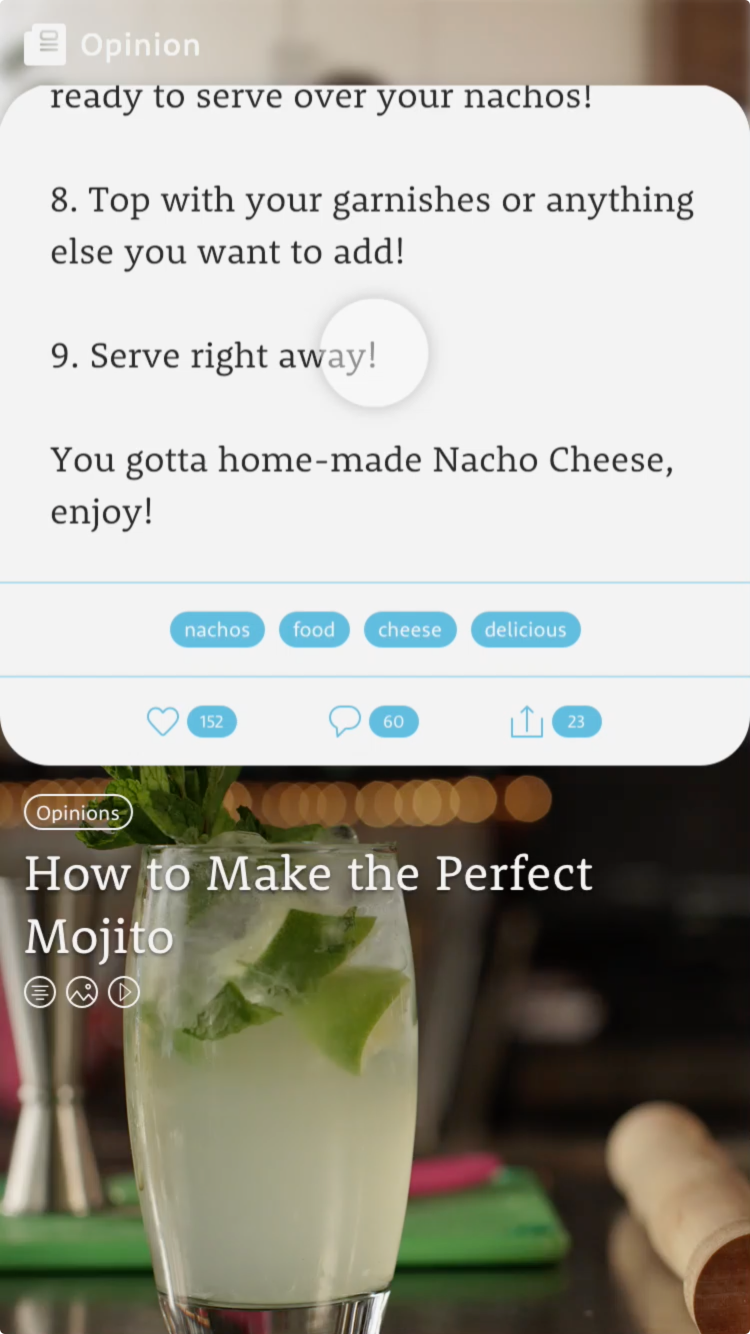 Opinion
ready to serve over your nachos!
8. Top with your garnishes or anything
else you want to add!
9. Serve right away!
You gotta home-made Nacho Cheese,
enjoy!
nachos food cheese delicious
152 60 23
Opinions
How to Make the Perfect
Mojito